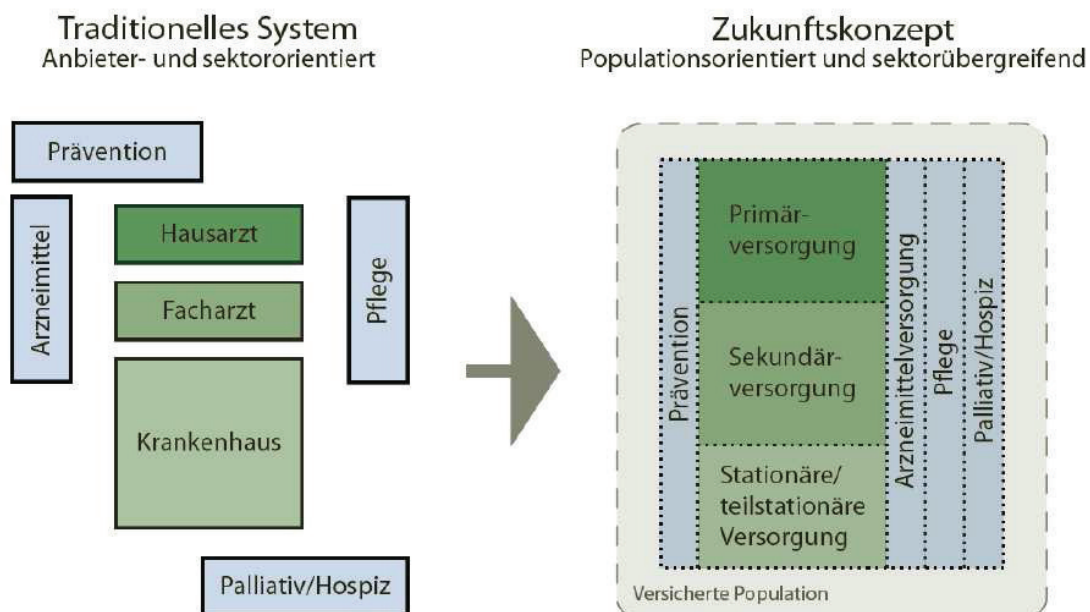 Traditionelles System
Anbieter- und sektororientiert
Prävention
Arzneimittel
Hausarzt
Facharzt
Krankenhaus
Pflege
Palliativ/Hospiz
Zukunftskonzept
Populationsorientiert und sektorübergreifend
Prävention
Primär-
versorgung
Sekundär-
versorgung
Stationäre/
teilstationäre
Versorgung
Arzneimittelversorgung
Pflege
Palliativ/Hospiz
Versicherte Population